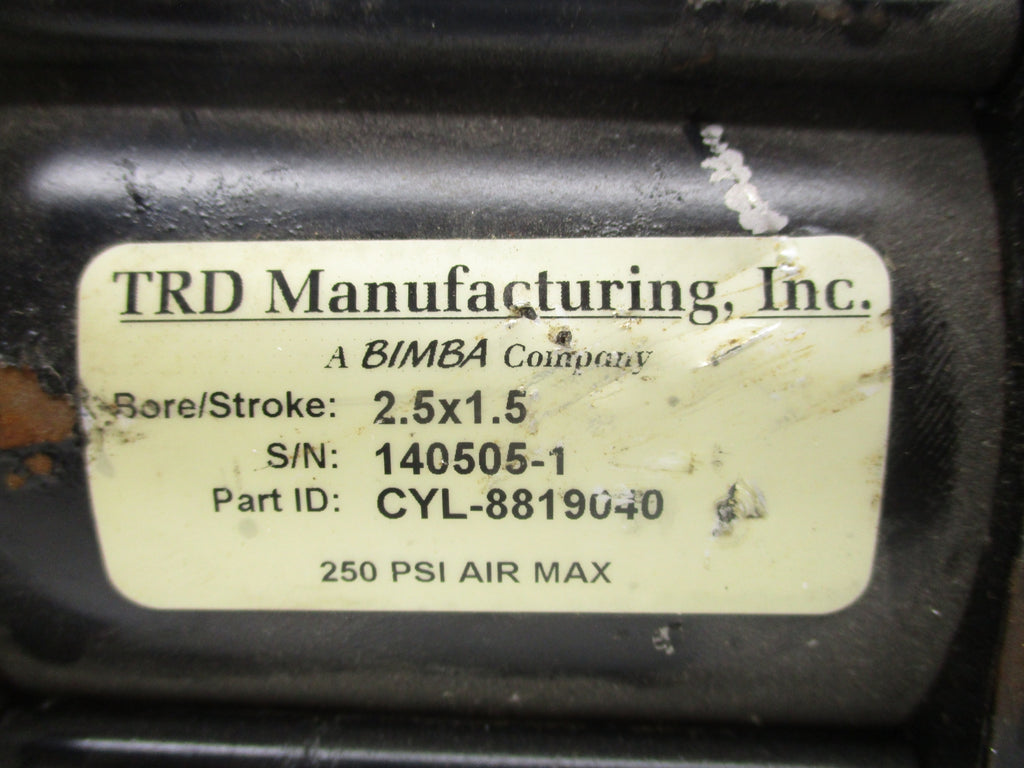 TRD Manufacturing, Inc.
A BIMBA Company
Bore/Stroke: 2.5x1.5
S/N: 140505-1
Part ID: CYL-8819040
250 PSI AIR MAX